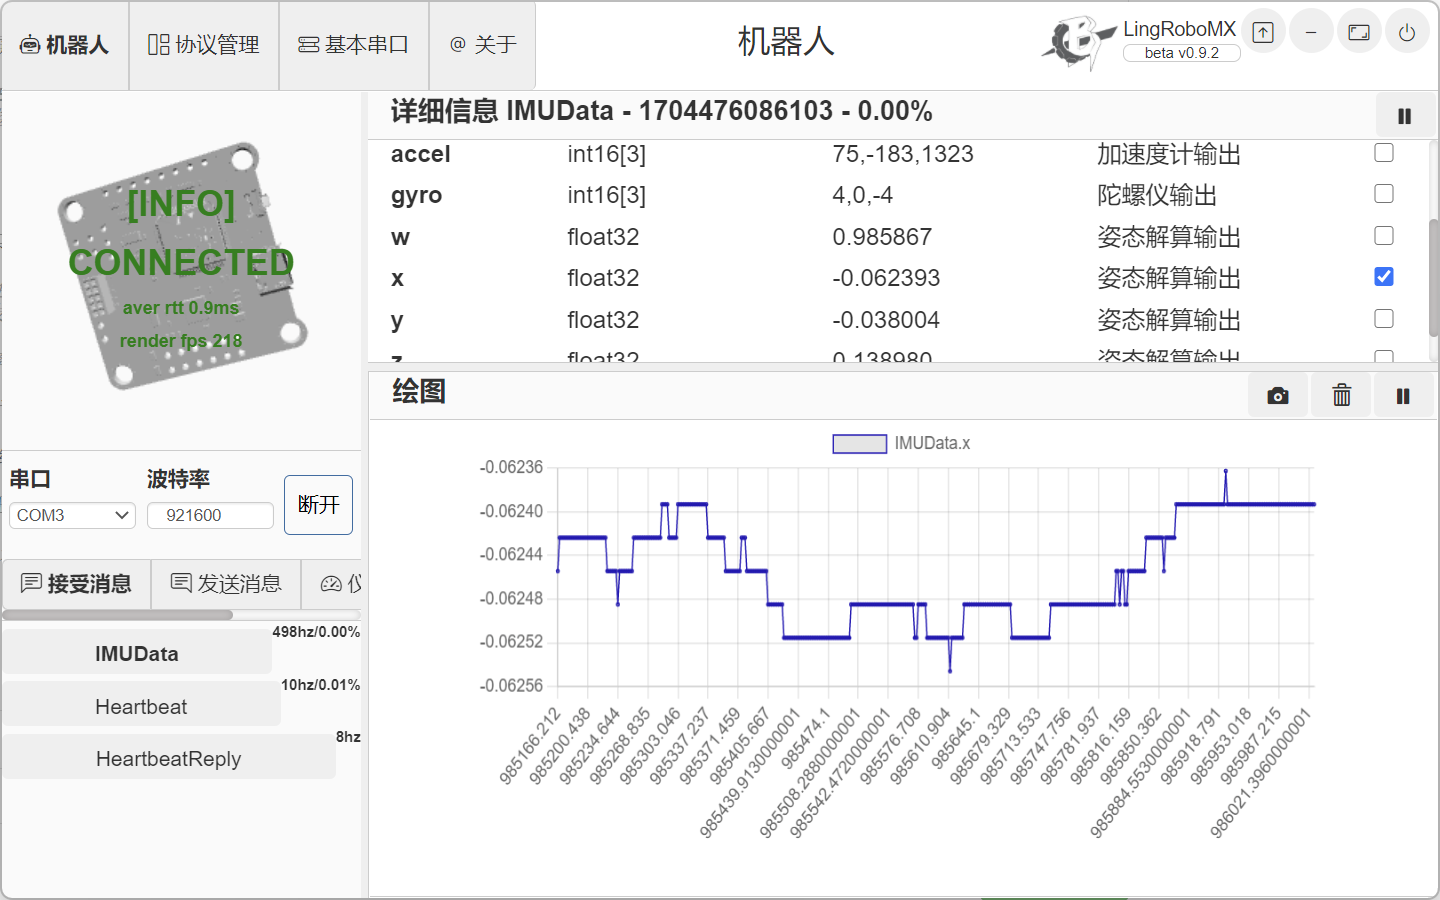 机器人
协议管理
基本串口
@ 关于
机器人
LingRoboMX
beta v0.9.2
[INFO]
CONNECTED
aver rtt 0.9ms
render fps 218
串口
波特率
COM3
921600
断开
接受消息
发送消息
498hz/0.00%
IMUData
10hz/0.01%
Heartbeat
8hz
HeartbeatReply
详细信息 IMUData - 1704476086103 - 0.00%
accel int16[3] 75,-183,1323 加速度计输出
gyro int16[3] 4,0,-4 陀螺仪输出
w float32 0.985867 姿态解算输出
x float32 -0.062393 姿态解算输出
y float32 -0.038004 姿态解算输出
z float32 0.138980 姿态解算输出
绘图
IMUData.x
-0.06236
-0.06240
-0.06244
-0.06248
-0.06252
-0.06256
985166.212
985200.438
985234.644
985268.835
985303.046
985337.237
985371.459
985405.667
985439.9130000001
985474.1
985508.2880000001
985542.4720000001
985576.708
985610.904
985645.1
985679.329
985713.533
985747.756
985781.937
985816.159
985850.362
985884.5530000001
985918.791
985953.018
985987.215
986021.3960000001